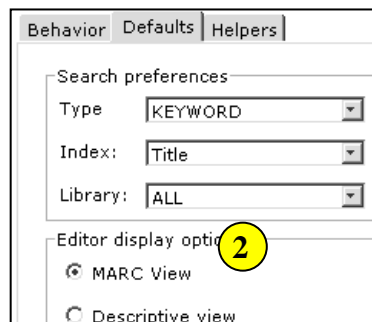 Behavior Defaults Helpers
Search preferences
Type KEYWORD
Index: Title
Library: ALL
Editor display optio
2
MARC View
Descriptive view